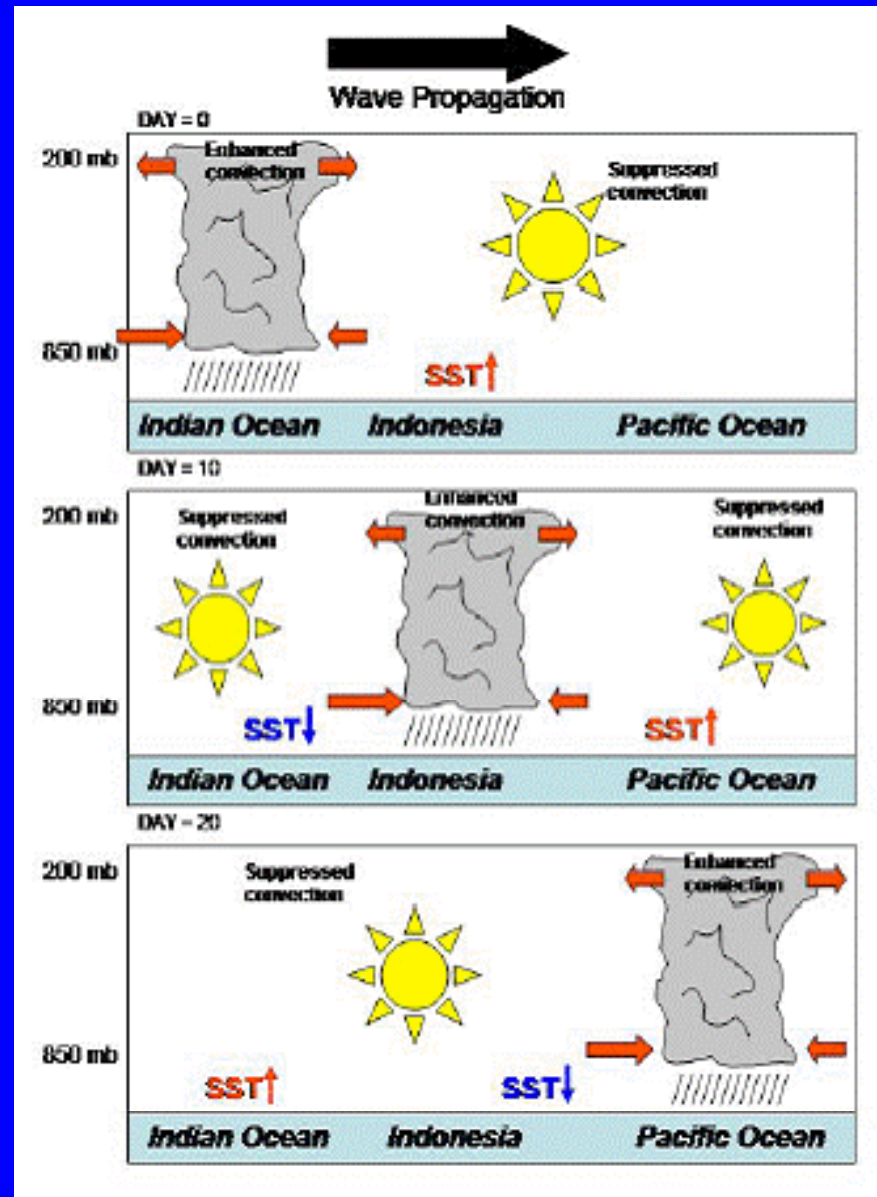 Wave Propagation
DAY = 0
200 mb
Enhanced
convection
Suppressed
convection
850 mb
SST↑
Indian Ocean Indonesia Pacific Ocean
DAY = 10
200 mb
Suppressed
convection
Enhanced
convection
Suppressed
convection
850 mb
SST↓
SST↑
Indian Ocean Indonesia Pacific Ocean
DAY = 20
200 mb
Suppressed
convection
Enhanced
convection
850 mb
SST↑
SST↓
Indian Ocean Indonesia Pacific Ocean